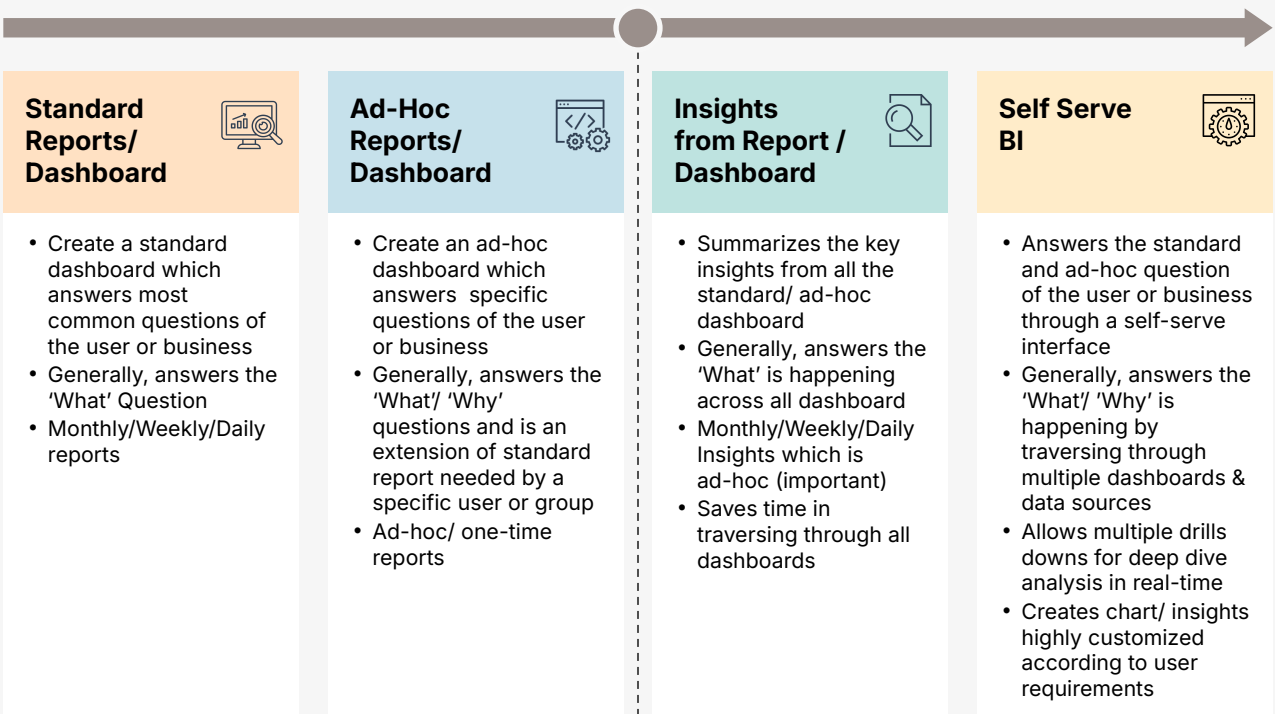 Standard
Reports/
Dashboard
• Create a standard
dashboard which
answers most
common questions of
the user or business
• Generally, answers the
‘What’ Question
• Monthly/Weekly/Daily
reports
Ad-Hoc
Reports/
Dashboard
• Create an ad-hoc
dashboard which
answers  specific
questions of the user
or business
• Generally, answers the
‘What’/ ‘Why’
questions and is an
extension of standard
report needed by a
specific user or group
• Ad-hoc/ one-time
reports
Insights
from Report /
Dashboard
• Summarizes the key
insights from all the
standard/ ad-hoc
dashboard
• Generally, answers the
‘What’ is happening
across all dashboard
• Monthly/Weekly/Daily
Insights which is
ad-hoc (important)
• Saves time in
traversing through all
dashboards
Self Serve
BI
• Answers the standard
and ad-hoc question
of the user or business
through a self-serve
interface
• Generally, answers the
‘What’/ ’Why’ is
happening by
traversing through
multiple dashboards &
data sources
• Allows multiple drills
downs for deep dive
analysis in real-time
• Creates chart/ insights
highly customized
according to user
requirements